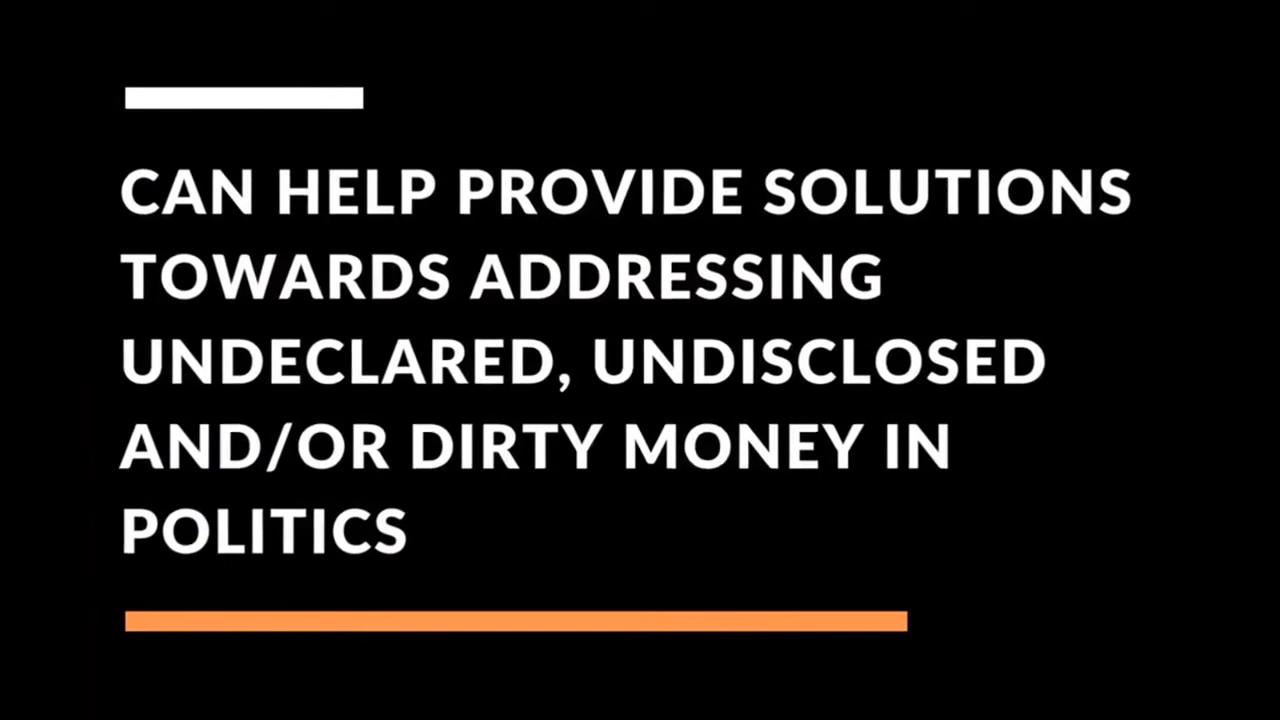 CAN HELP PROVIDE SOLUTIONS
TOWARDS ADDRESSING
UNDECLARED, UNDISCLOSED
AND/OR DIRTY MONEY IN
POLITICS